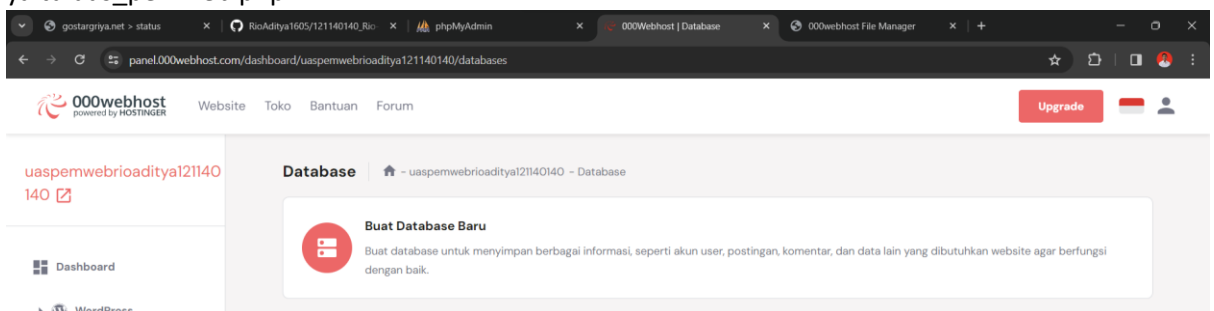 gostargriya.net > status
RioAditya1605/121140140_Rio
phpMyAdmin
000Webhost | Database
000webhost File Manager
panel.000webhost.com/dashboard/uaspemwebrioaditya121140140/databases
000webhost
powered by HOSTINGER
Website Toko Bantuan Forum
Upgrade
uaspemwebrioaditya121140
140
Database - uaspemwebrioaditya121140140 - Database
Buat Database Baru
Buat database untuk menyimpan berbagai informasi, seperti akun user, postingan, komentar, dan data lain yang dibutuhkan website agar berfungsi
dengan baik.
Dashboard
WordPress